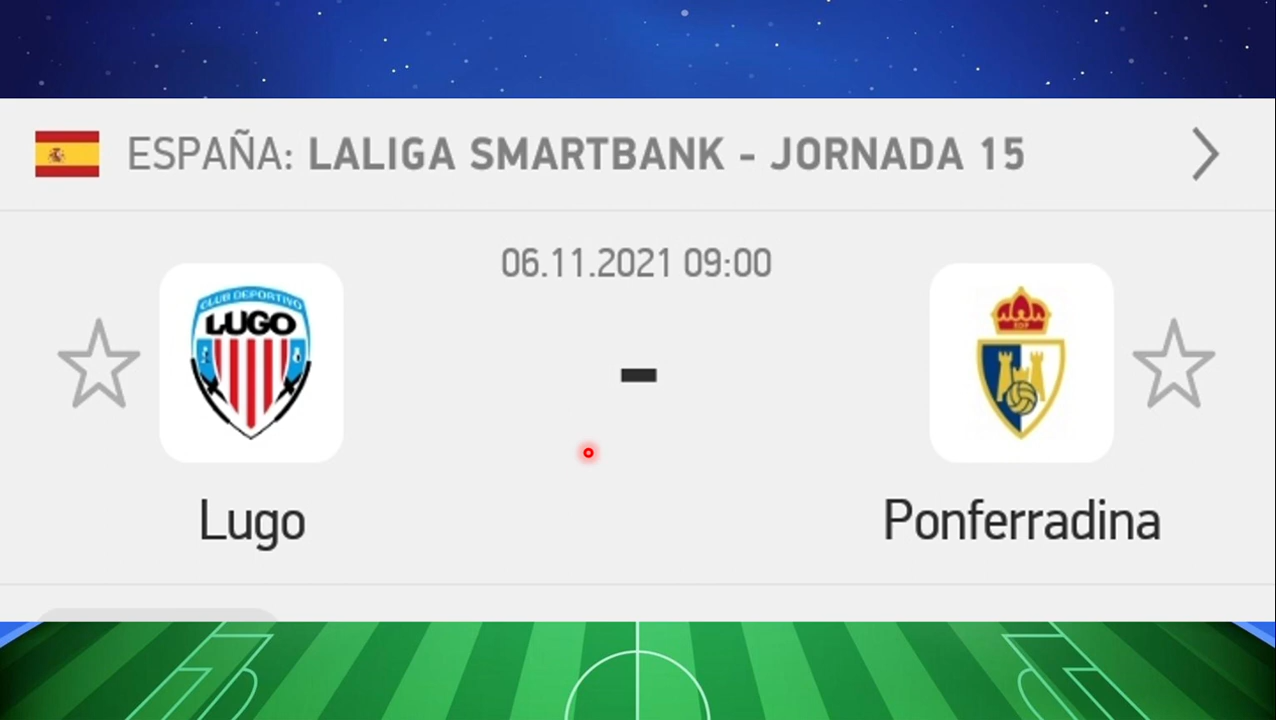 ESPAÑA: LALIGA SMARTBANK - JORNADA 15
06.11.2021 09:00
-
CLUB DEPORTIVO
LUGO
Lugo
Ponferradina